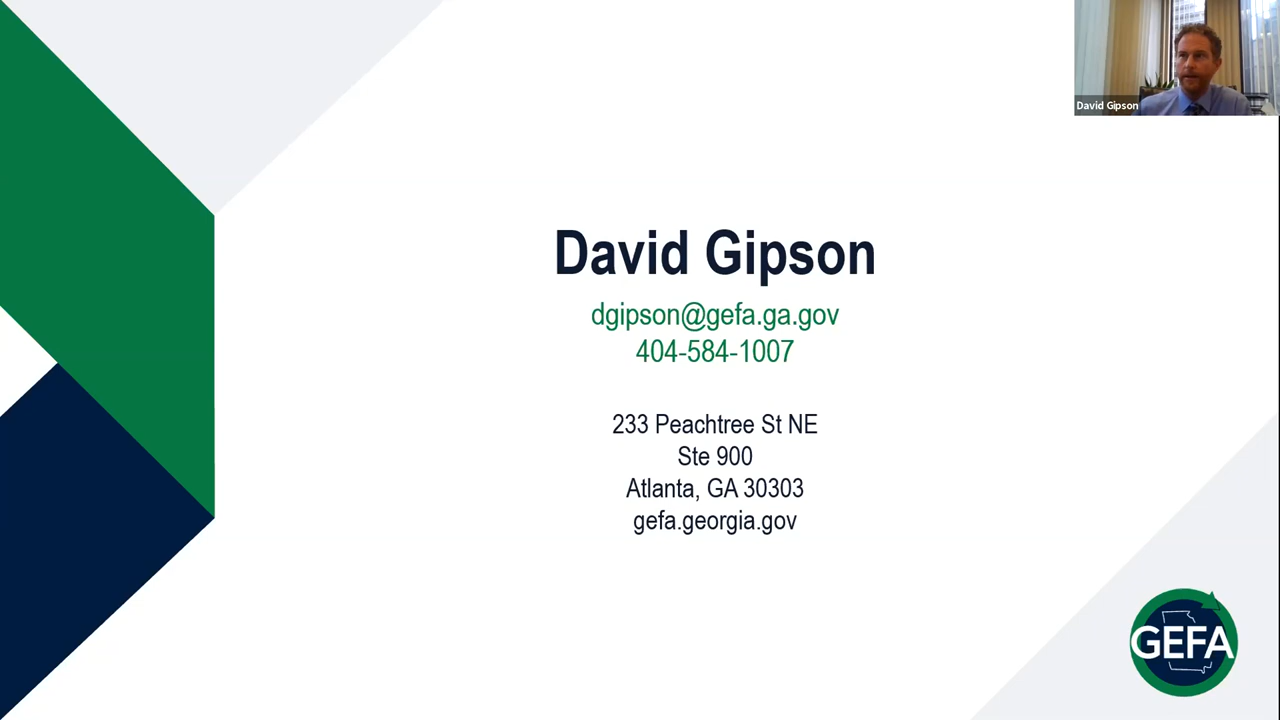 David Gipson
David Gipson
dgipson@gefa.ga.gov
404-584-1007
233 Peachtree St NE
Ste 900
Atlanta, GA 30303
gefa.georgia.gov
GEFA